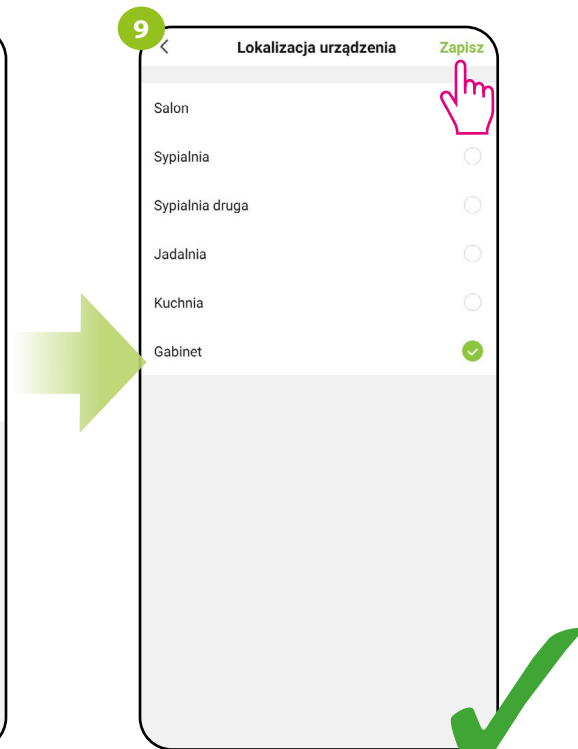 9
Lokalizacja urządzenia Zapisz
Salon
Sypialnia
Sypialnia druga
Jadalnia
Kuchnia
Gabinet